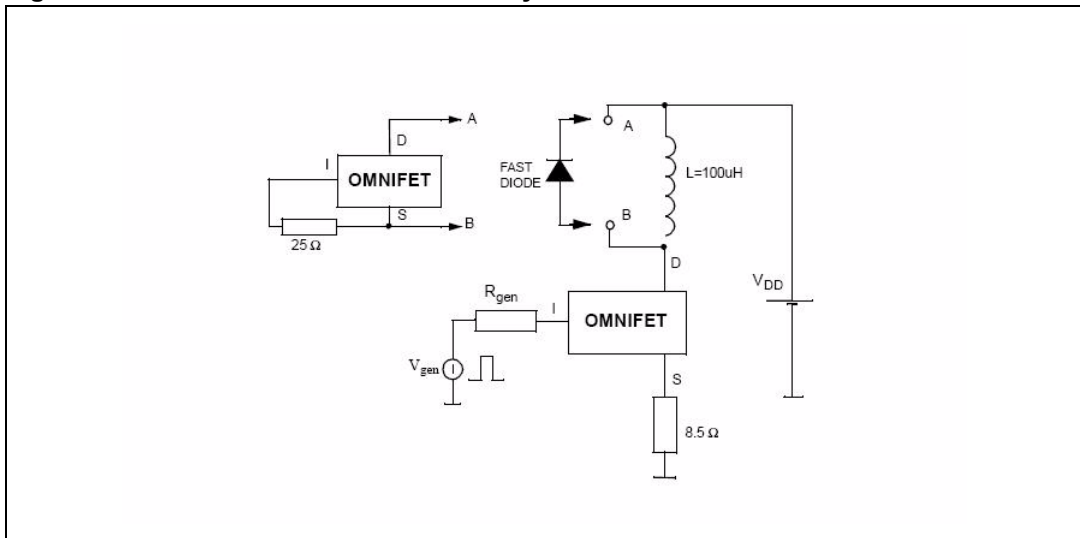 A
D
I
OMNIFET
S
B
25 Ω
FAST
DIODE
A
B
L=100uH
D
VDD
Rgen
I
OMNIFET
Vgen
I
S
8.5 Ω